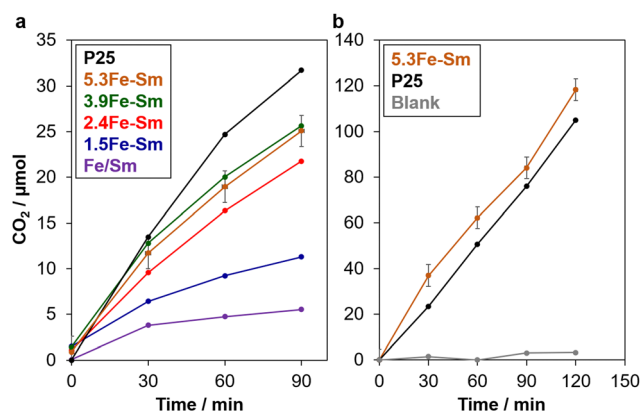 a
b
35
30
25
20
15
10
5
0
CO₂ / µmol
P25
5.3Fe-Sm
3.9Fe-Sm
2.4Fe-Sm
1.5Fe-Sm
Fe/Sm
0 30 60 90
Time / min
140
120
100
80
60
40
20
0
5.3Fe-Sm
P25
Blank
0 30 60 90 120 150
Time / min